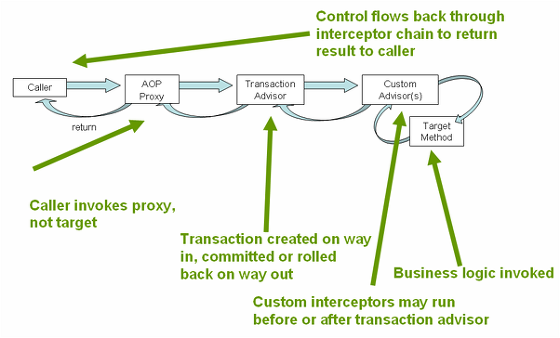 Control flows back through
interceptor chain to return
result to caller
Caller
AOP
Proxy
Transaction
Advisor
Custom
Advisor(s)
Target
Method
return
Caller invokes proxy,
not target
Transaction created on way
in, committed or rolled
back on way out
Business logic invoked
Custom interceptors may run
before or after transaction advisor